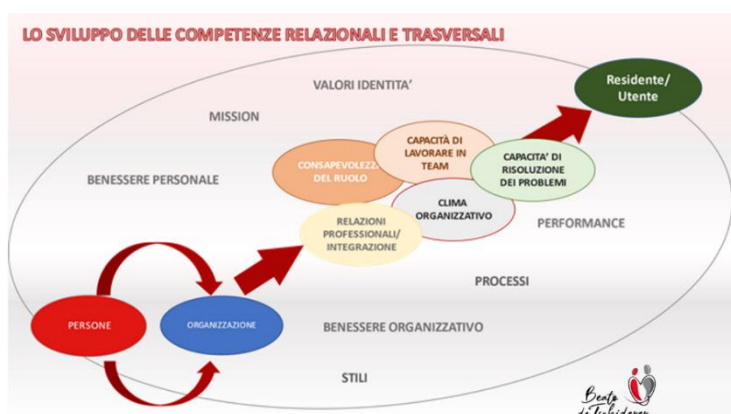 LO SVILUPPO DELLE COMPETENZE RELAZIONALI E TRASVERSALI
Residente/
Utente
VALORI IDENTITA'
MISSION
CAPACITÀ DI
LAVORARE IN
TEAM
CONSAPEVOLEZZA
DEL RUOLO
CAPACITA' DI
RISOLUZIONE
DEI PROBLEMI
BENESSERE PERSONALE
CLIMA
ORGANIZZATIVO
RELAZIONI
PROFESSIONALI/
INTEGRAZIONE
PERFORMANCE
PROCESSI
PERSONE
ORGANIZZAZIONE
BENESSERE ORGANIZZATIVO
STILI
Beato